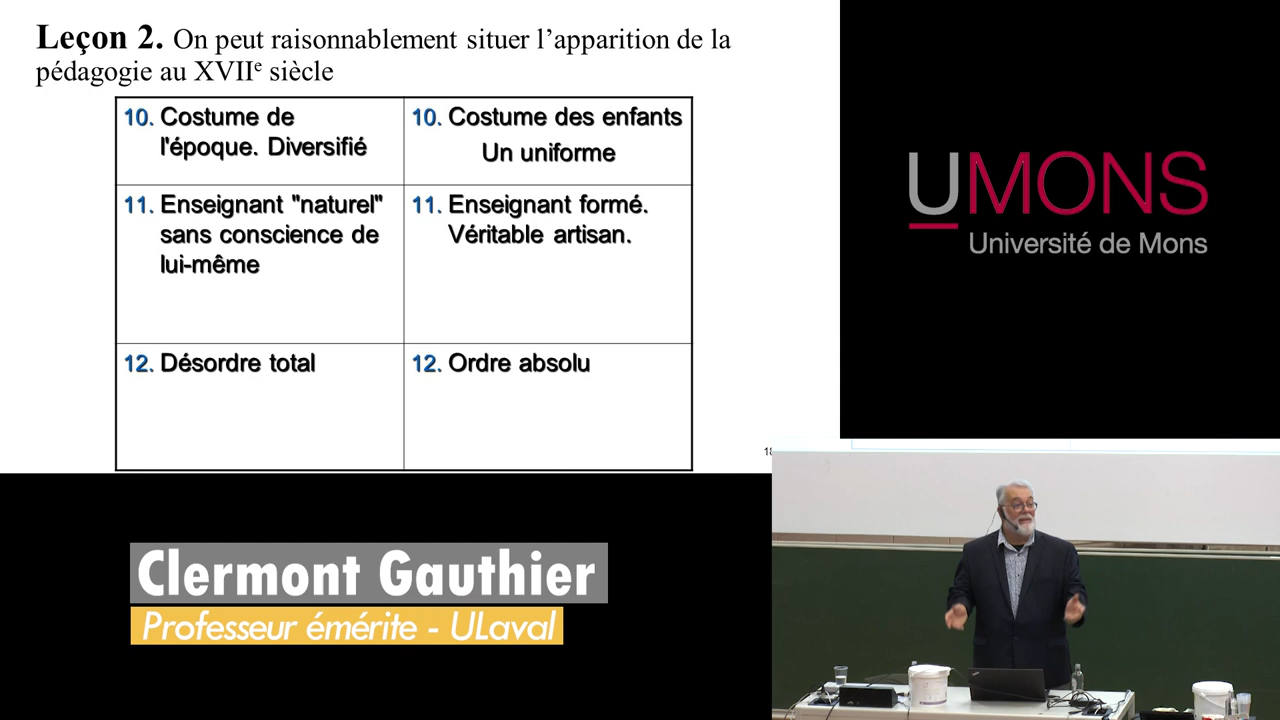 Leçon 2. On peut raisonnablement situer l’apparition de la
pédagogie au XVIIe siècle
10. Costume de
l'époque. Diversifié
10. Costume des enfants
Un uniforme
11. Enseignant "naturel"
sans conscience de
lui-même
11. Enseignant formé.
Véritable artisan.
12. Désordre total
12. Ordre absolu
UMONS
Université de Mons
Clermont Gauthier
Professeur émérite - ULaval